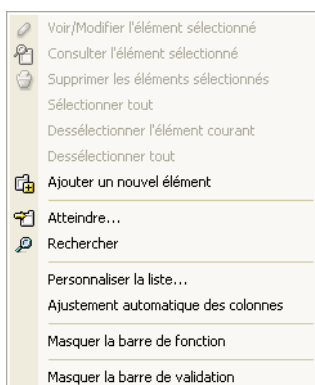 Voir/Modifier l'élément sélectionné
Consulter l'élément sélectionné
Supprimer les éléments sélectionnés
Sélectionner tout
Dessélectionner l'élément courant
Dessélectionner tout
Ajouter un nouvel élément
Atteindre...
Rechercher
Personnaliser la liste...
Ajustement automatique des colonnes
Masquer la barre de fonction
Masquer la barre de validation